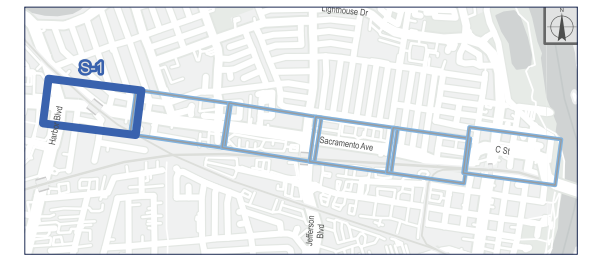 Lighthouse Dr
N
S-1
Harbor Blvd
Sacramento Ave
C St
Jefferson
Blvd